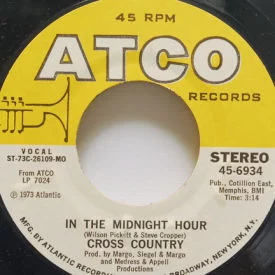 45 RPM
ATCO
RECORDS
VOCAL
ST-73C-26109-MO
From ATCO
LP 7024
℗ 1973 Atlantic
STEREO
45-6934
Pub., Cotillion East,
Memphis, BMI
Time: 3:14
IN THE MIDNIGHT HOUR
(Wilson Pickitt & Steve Cropper)
CROSS COUNTRY
Prod. by Margo, Siegel & Margo
and Medress & Appell
Productions
MFG. BY ATLANTIC RECORDING BROADWAY, NEW YORK, N.Y.